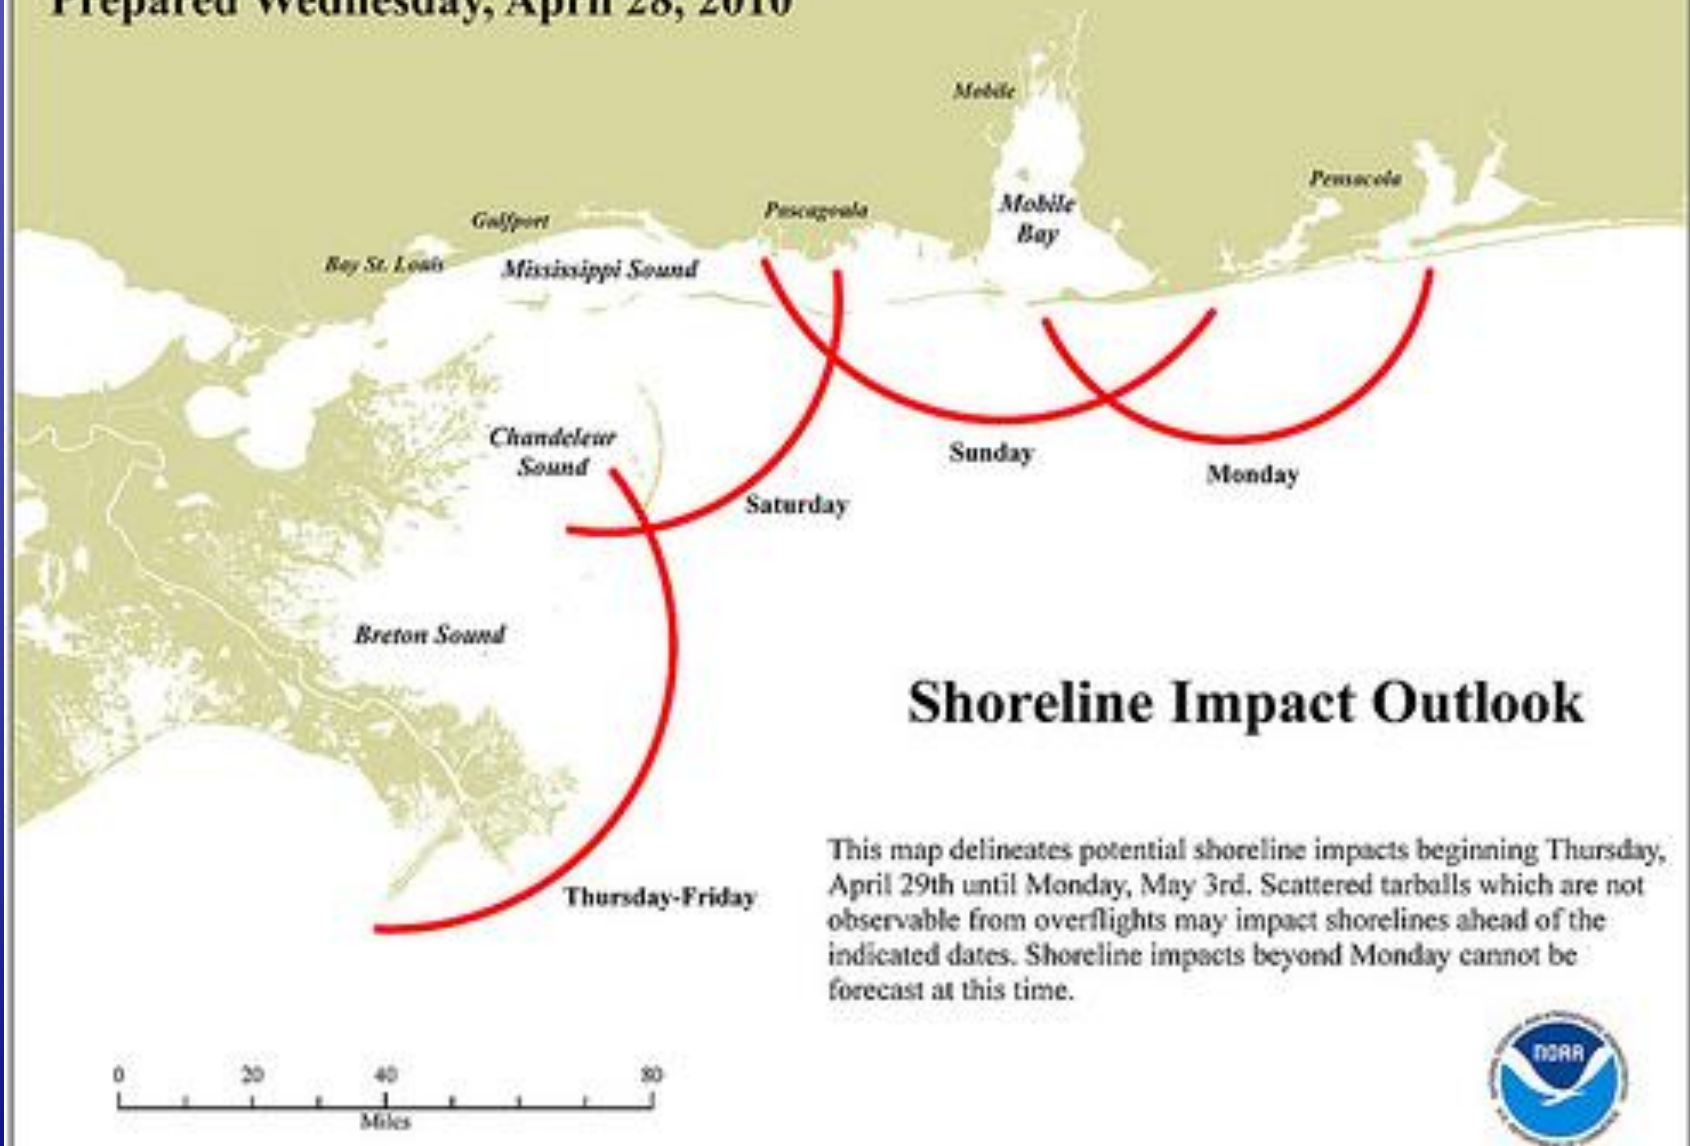 Prepared Wednesday, April 28, 2010
Mobile
Mobile
Bay
Pensacola
Pascagoula
Gulfport
Bay St. Louis
Mississippi Sound
Chandeleur
Sound
Saturday
Sunday
Monday
Breton Sound
Thursday-Friday
Shoreline Impact Outlook
This map delineates potential shoreline impacts beginning Thursday,
April 29th until Monday, May 3rd. Scattered tarballs which are not
observable from overflights may impact shorelines ahead of the
indicated dates. Shoreline impacts beyond Monday cannot be
forecast at this time.
0 20 40 80
Miles
NOAA